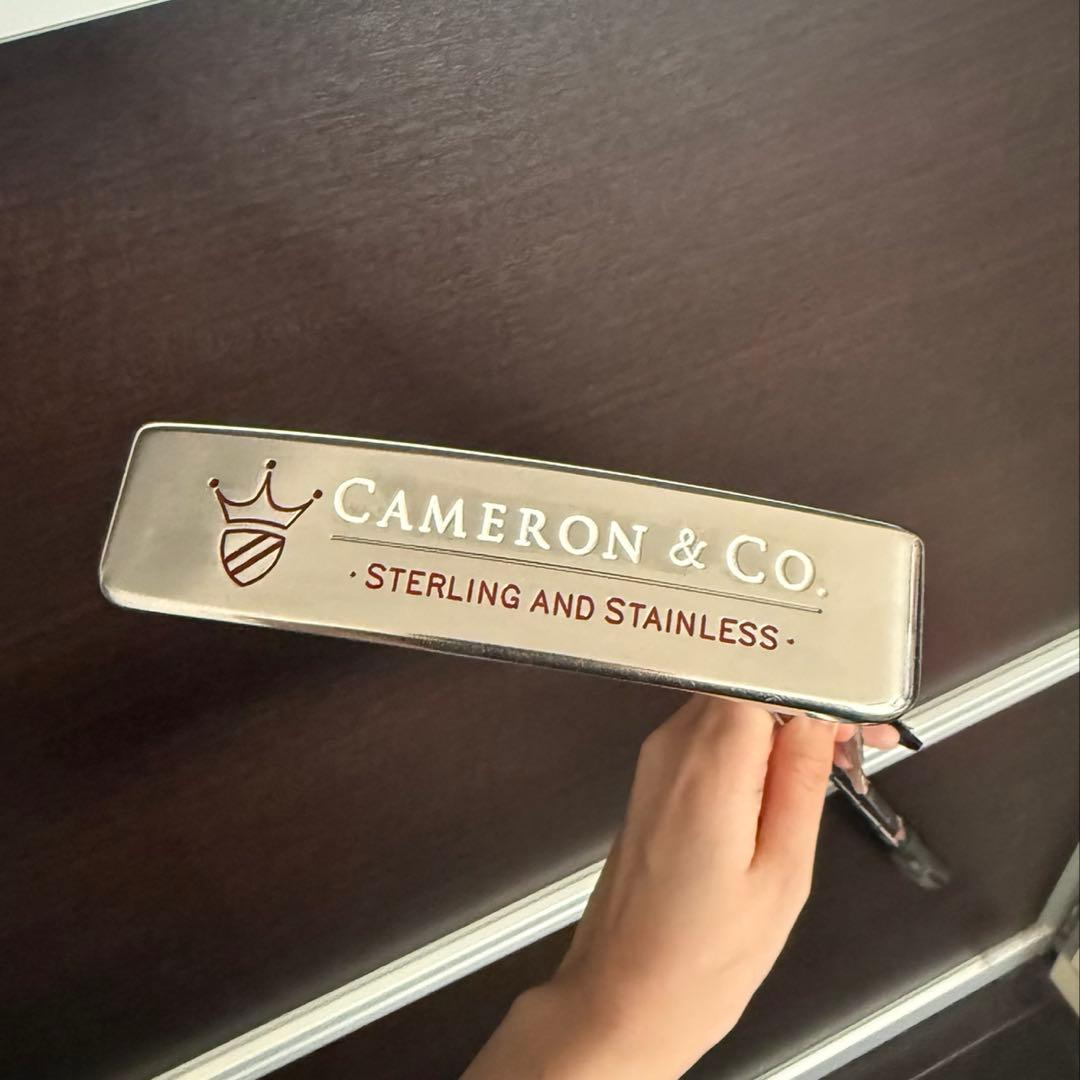 CAMERON & CO.
· STERLING AND STAINLESS ·